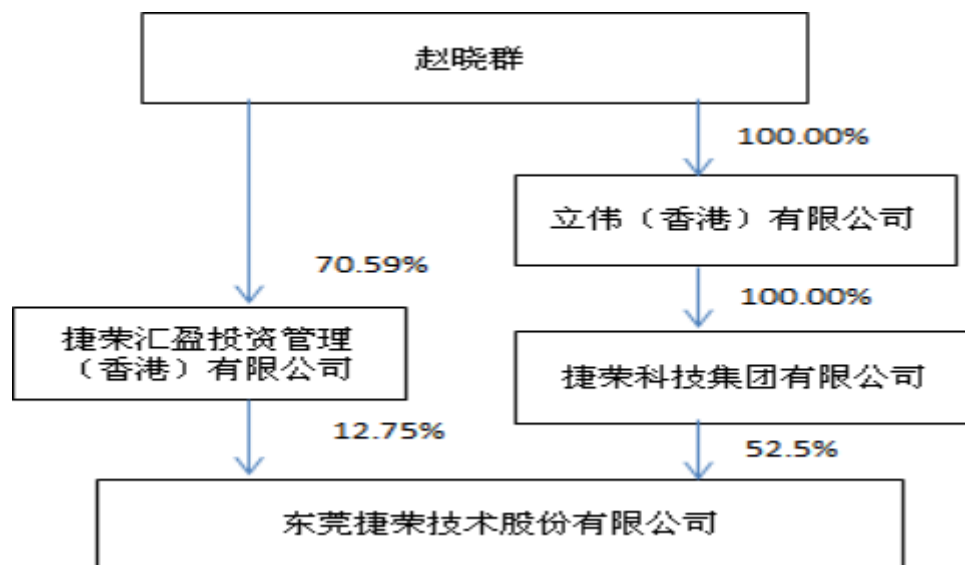 赵晓群
100.00%
立伟（香港）有限公司
70.59%
100.00%
捷荣汇盈投资管理
（香港）有限公司
捷荣科技集团有限公司
12.75%
52.5%
东莞捷荣技术股份有限公司